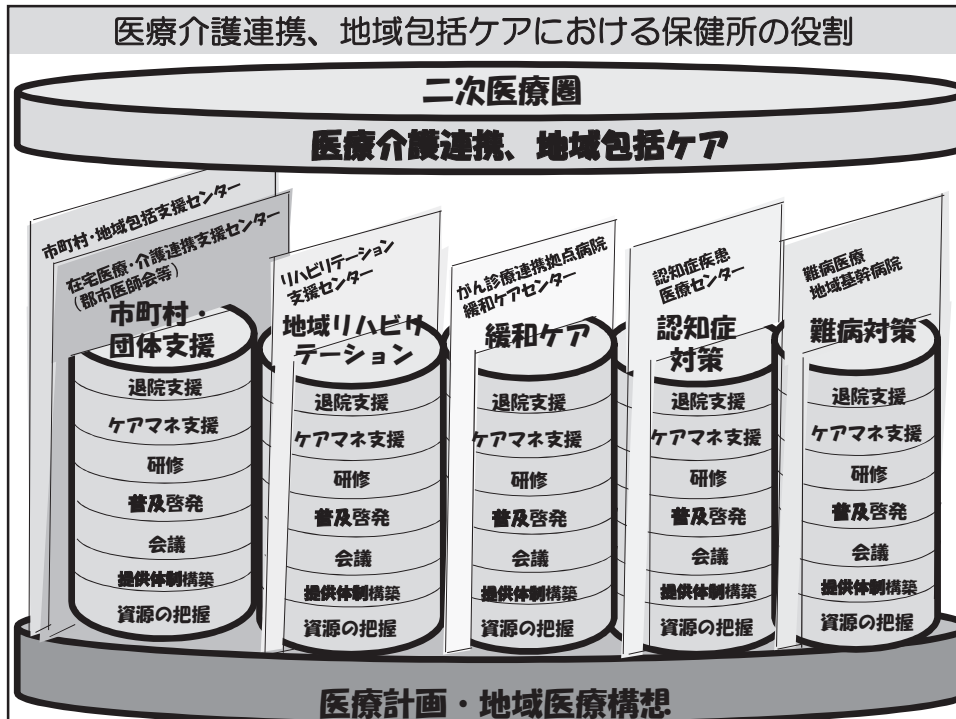 医療介護連携、地域包括ケアにおける保健所の役割
二次医療圏
医療介護連携、地域包括ケア
市町村・地域包括支援センター
在宅医療・介護連携支援センター
（郡市医師会等）
市町村・
団体支援
退院支援
ケアマネ支援
研修
普及啓発
会議
提供体制構築
資源の把握
リハビリテーション
支援センター
地域リハビリ
テーション
退院支援
ケアマネ支援
研修
普及啓発
会議
提供体制構築
資源の把握
がん診療連携拠点病院
緩和ケアセンター
緩和ケア
退院支援
ケアマネ支援
研修
普及啓発
会議
提供体制構築
資源の把握
認知症疾患
医療センター
認知症
対策
退院支援
ケアマネ支援
研修
普及啓発
会議
提供体制構築
資源の把握
難病医療
地域基幹病院
難病対策
退院支援
ケアマネ支援
研修
普及啓発
会議
提供体制構築
資源の把握
医療計画・地域医療構想